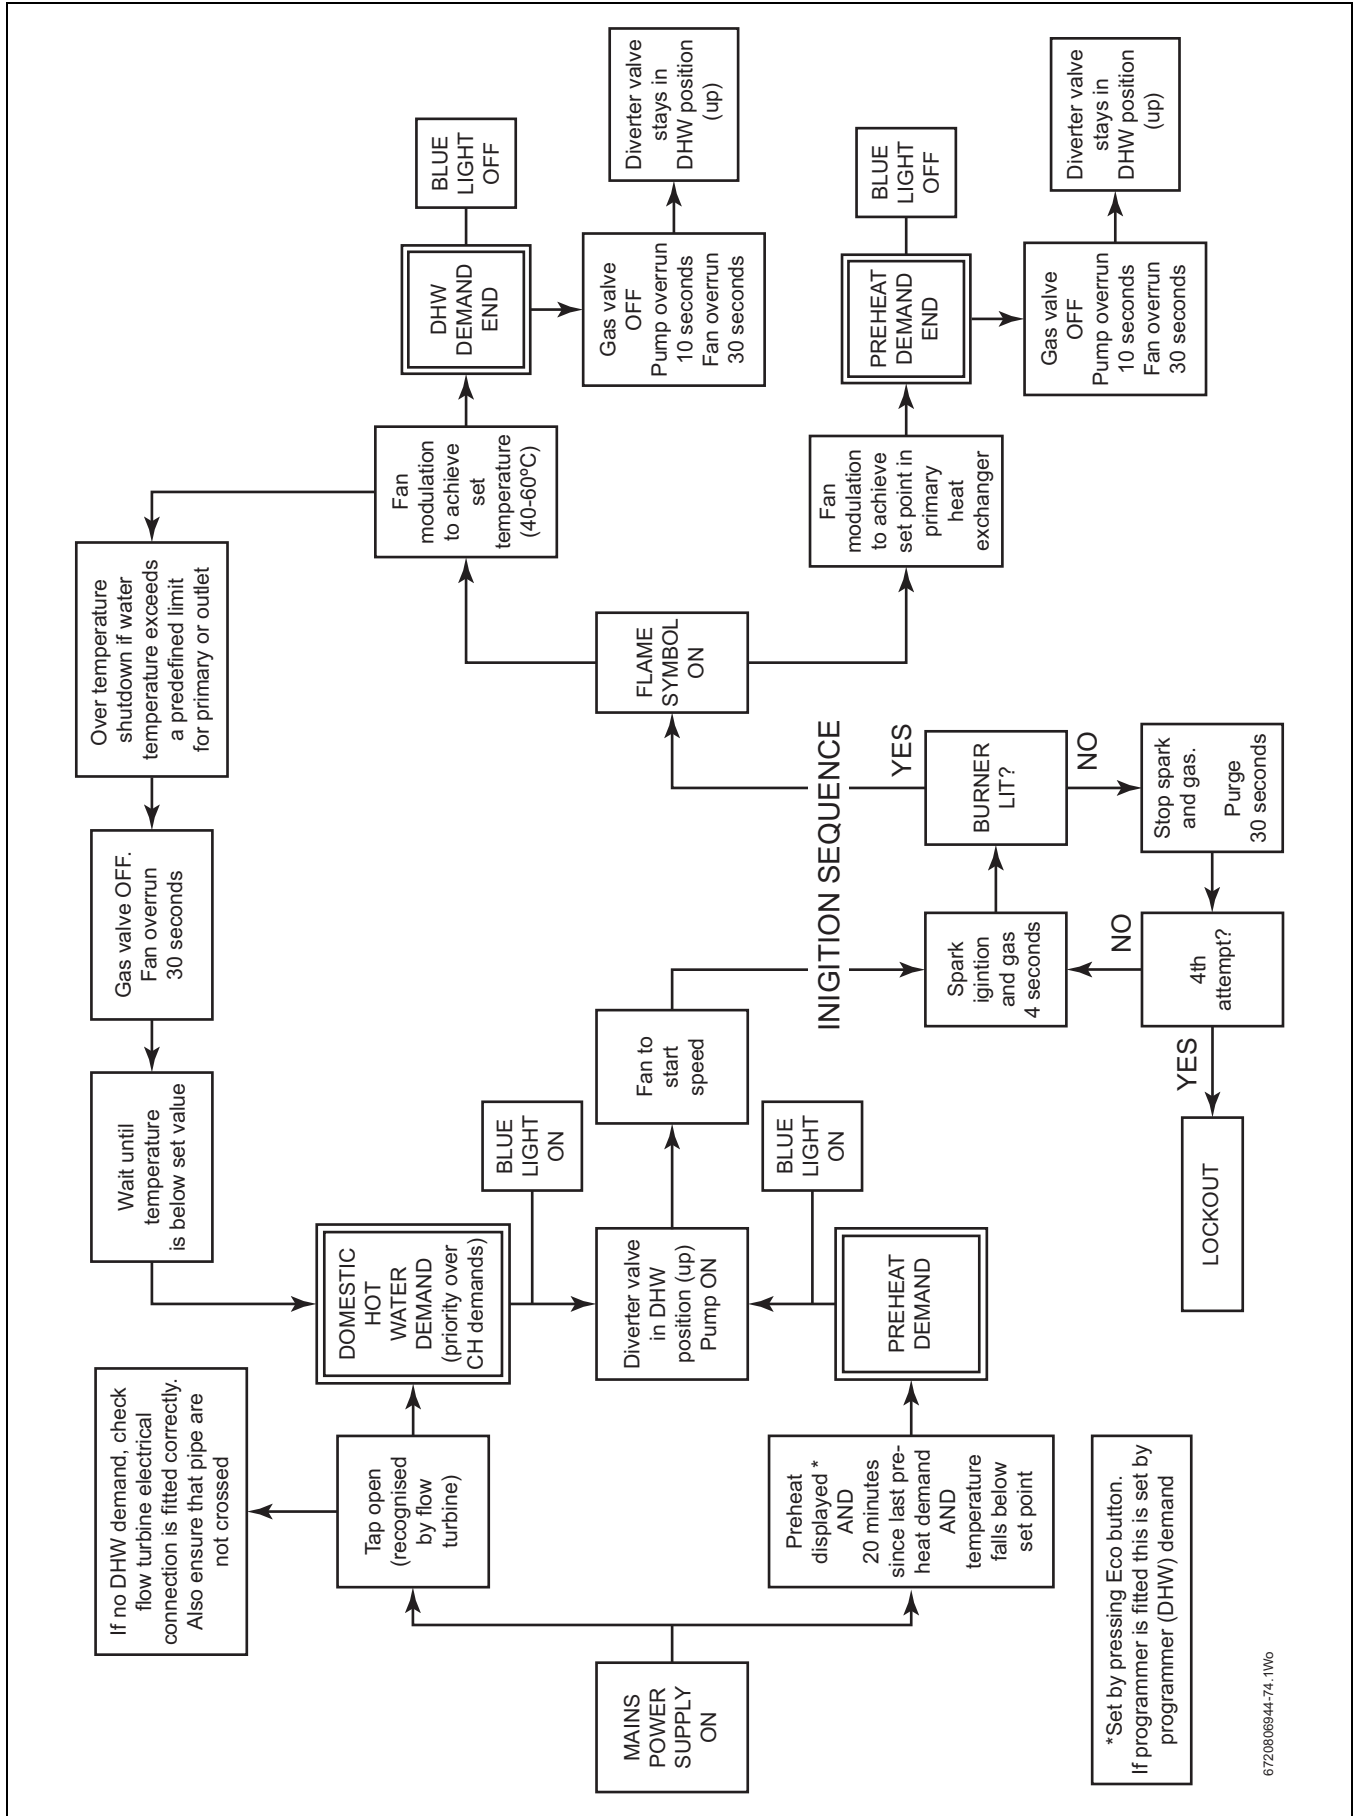 MAINS
POWER
SUPPLY
ON
If no DHW demand, check
flow turbine electrical
connection is fitted correctly.
Also ensure that pipe are
not crossed
Tap open
(recognised
by flow
turbine)
Preheat
displayed *
AND
20 minutes
since last pre-
heat demand
AND
temperature
falls below
set point
*Set by pressing Eco button.
If programmer is fitted this is set by
programmer (DHW) demand
Wait until
temperature
is below set value
DOMESTIC
HOT
WATER
DEMAND
(priority over
CH demands)
BLUE
LIGHT
ON
Diverter valve
in DHW
position (up)
Pump ON
BLUE
LIGHT
ON
PREHEAT
DEMAND
LOCKOUT
Gas valve OFF.
Fan overrun
30 seconds
Fan to
start
speed
INIGITION SEQUENCE
Spark
igintion
and gas
4 seconds
NO
4th
attempt?
YES
Over temperature
shutdown if water
temperature exceeds
a predefined limit
for primary or outlet
FLAME
SYMBOL
ON
YES
BURNER
LIT?
NO
Stop spark
and gas.
Purge
30 seconds
Fan
modulation
to achieve
set
temperature
(40-60ºC)
Fan
modulation
to achieve
set point in
primary
heat
exchanger
DHW
DEMAND
END
BLUE
LIGHT
OFF
Gas valve
OFF
Pump overrun
10 seconds
Fan overrun
30 seconds
Diverter valve
stays in
DHW position
(up)
PREHEAT
DEMAND
END
BLUE
LIGHT
OFF
Gas valve
OFF
Pump overrun
10 seconds
Fan overrun
30 seconds
Diverter valve
stays in
DHW position
(up)
6720806944-74.1Wo